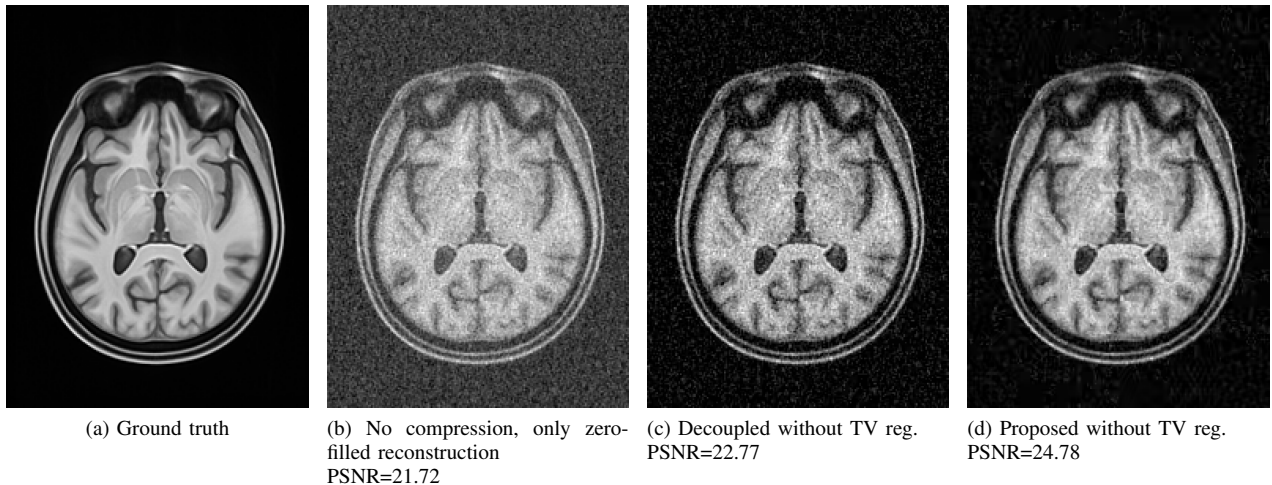 (a) Ground truth
(b) No compression, only zero-
filled reconstruction
PSNR=21.72
(c) Decoupled without TV reg.
PSNR=22.77
(d) Proposed without TV reg.
PSNR=24.78